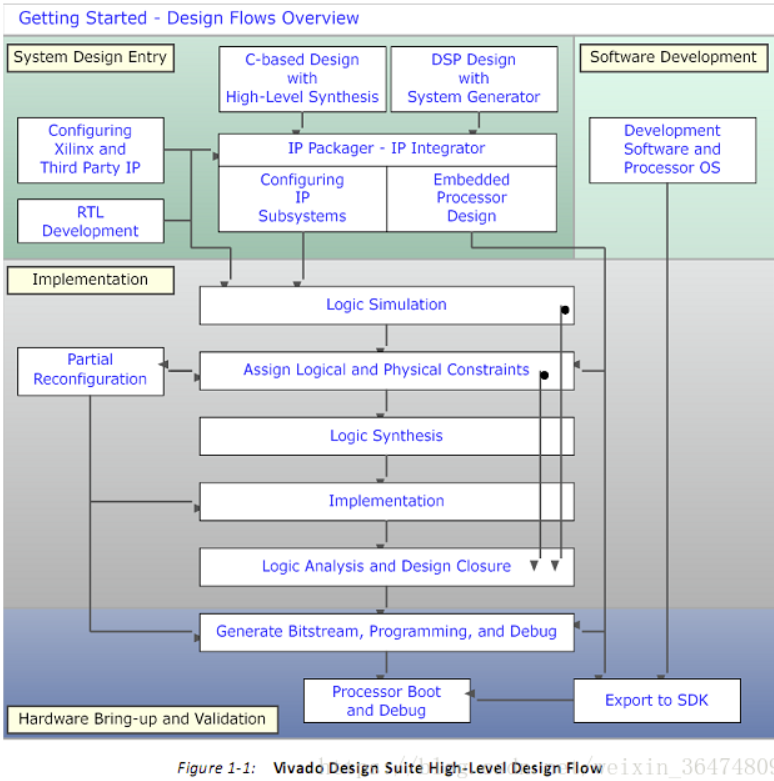 Getting Started - Design Flows Overview
System Design Entry
C-based Design
with
High-Level Synthesis
DSP Design
with
System Generator
Software Development
Configuring
Xilinx and
Third Party IP
IP Packager - IP Integrator
Development
Software and
Processor OS
Configuring
IP
Subsystems
Embedded
Processor
Design
RTL
Development
Implementation
Logic Simulation
Partial
Reconfiguration
Assign Logical and Physical Constraints
Logic Synthesis
Implementation
Logic Analysis and Design Closure
Generate Bitstream, Programming, and Debug
Processor Boot
and Debug
Export to SDK
Hardware Bring-up and Validation
Figure 1-1: Vivado Design Suite High-Level Design Flow